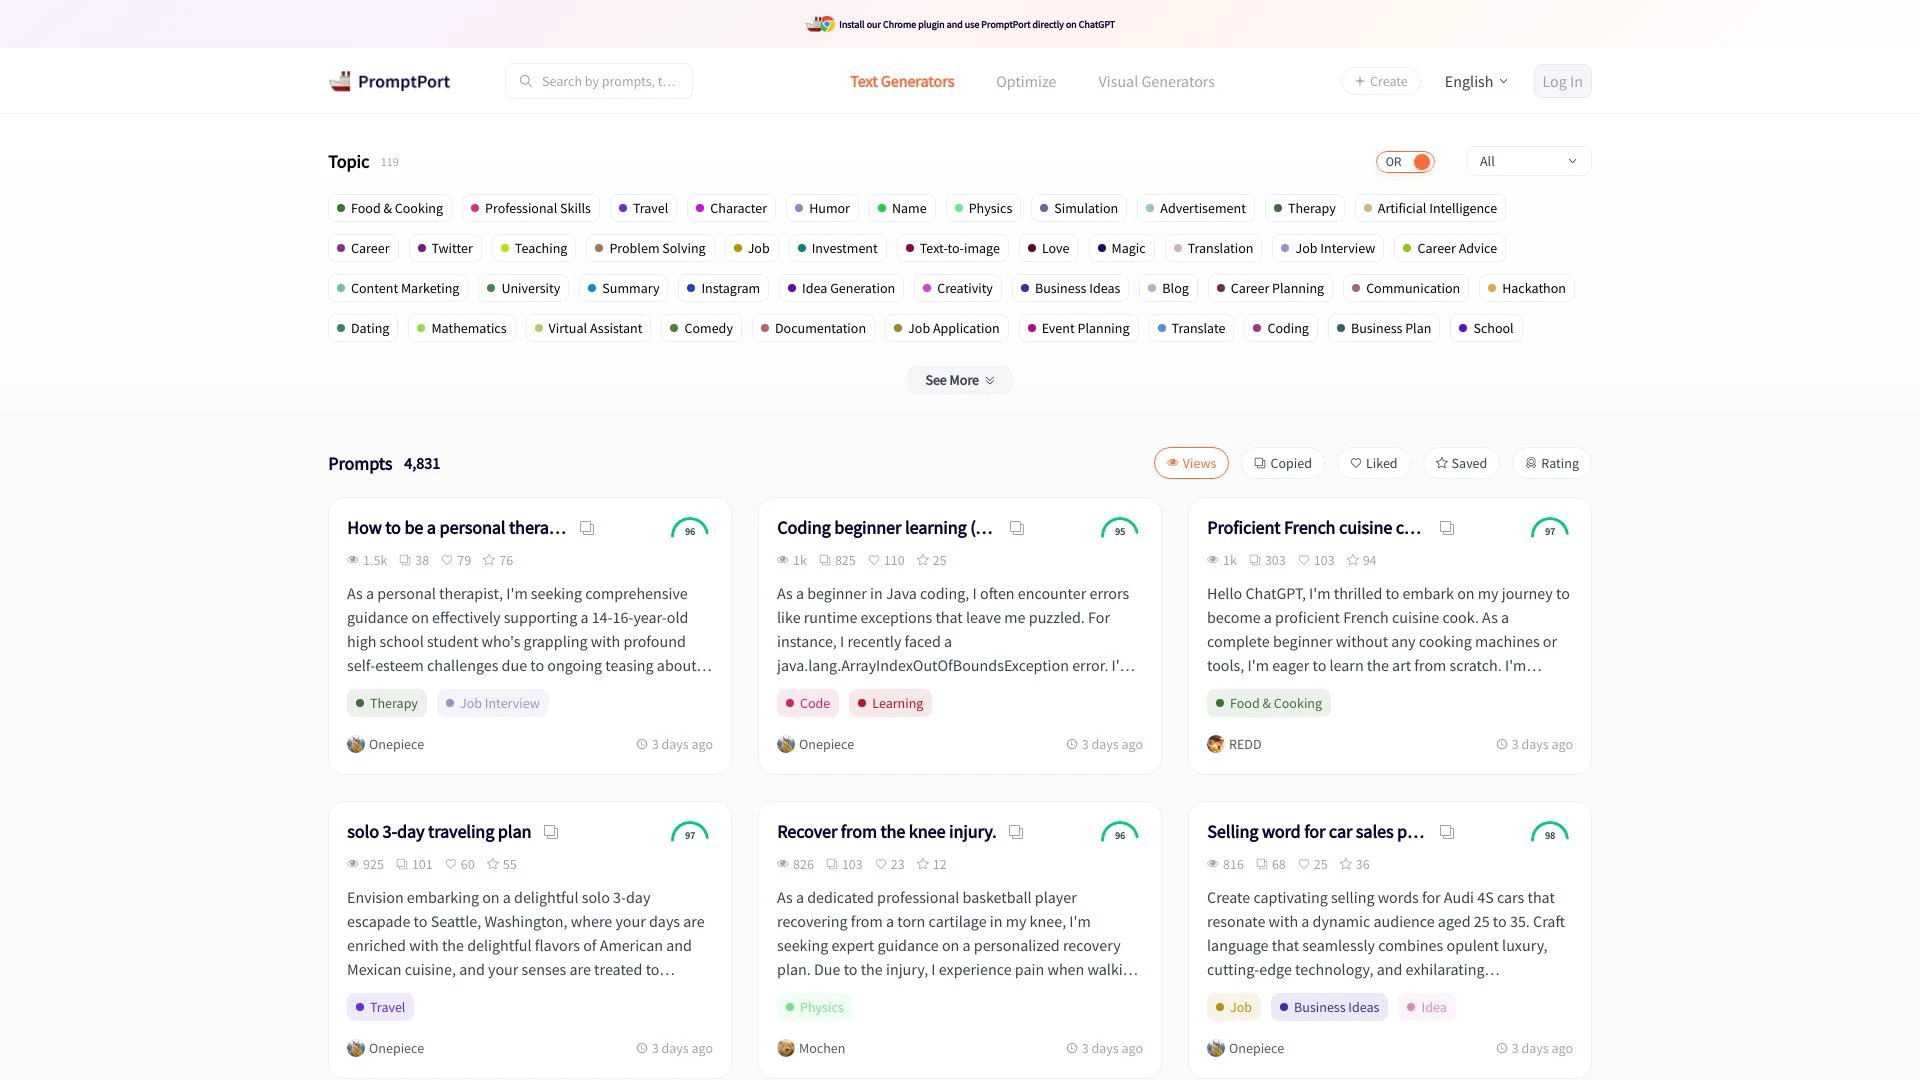 Install our Chrome plugin and use PromptPort directly on ChatGPT
PromptPort
Search by prompts, t...
Text Generators
Optimize
Visual Generators
+ Create
English
Log In
Topic 119
OR
All
Food & Cooking
Professional Skills
Travel
Character
Humor
Name
Physics
Simulation
Advertisement
Therapy
Artificial Intelligence
Career
Twitter
Teaching
Problem Solving
Job
Investment
Text-to-image
Love
Magic
Translation
Job Interview
Career Advice
Content Marketing
University
Summary
Instagram
Idea Generation
Creativity
Business Ideas
Blog
Career Planning
Communication
Hackathon
Dating
Mathematics
Virtual Assistant
Comedy
Documentation
Job Application
Event Planning
Translate
Coding
Business Plan
School
See More
Prompts 4,831
Views
Copied
Liked
Saved
Rating
How to be a personal thera...
96
1.5k 38 79 76
As a personal therapist, I'm seeking comprehensive
guidance on effectively supporting a 14-16-year-old
high school student who's grappling with profound
self-esteem challenges due to ongoing teasing about...
Therapy
Job Interview
Onepiece
3 days ago
Coding beginner learning (...
95
1k 825 110 25
As a beginner in Java coding, I often encounter errors
like runtime exceptions that leave me puzzled. For
instance, I recently faced a
java.lang.ArrayIndexOutOfBoundsException error. I'...
Code
Learning
Onepiece
3 days ago
Proficient French cuisine c...
97
1k 303 103 94
Hello ChatGPT, I'm thrilled to embark on my journey to
become a proficient French cuisine cook. As a
complete beginner without any cooking machines or
tools, I'm eager to learn the art from scratch. I'm...
Food & Cooking
REDD
3 days ago
solo 3-day traveling plan
97
925 101 60 55
Envision embarking on a delightful solo 3-day
escapade to Seattle, Washington, where your days are
enriched with the delightful flavors of American and
Mexican cuisine, and your senses are treated to...
Travel
Onepiece
3 days ago
Recover from the knee injury.
96
826 103 23 12
As a dedicated professional basketball player
recovering from a torn cartilage in my knee, I'm
seeking expert guidance on a personalized recovery
plan. Due to the injury, I experience pain when walki...
Physics
Mochen
3 days ago
Selling word for car sales p...
98
816 68 25 36
Create captivating selling words for Audi 4S cars that
resonate with a dynamic audience aged 25 to 35. Craft
language that seamlessly combines opulent luxury,
cutting-edge technology, and exhilarating...
Job
Business Ideas
Idea
Onepiece
3 days ago